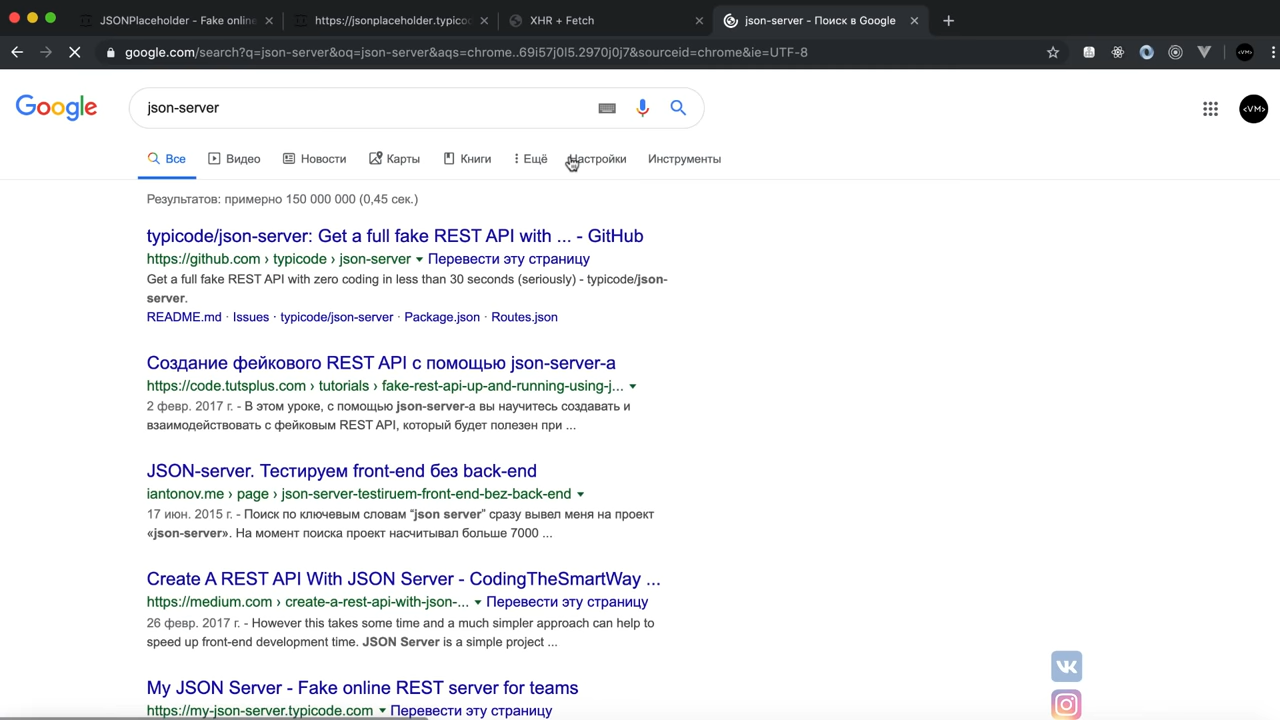 JSONPlaceholder - Fake online
https://jsonplaceholder.typicod
XHR + Fetch
json-server - Поиск в Google
google.com/search?q=json-server&oq=json-server&aqs=chrome..69i57j0l5.2970j0j7&sourceid=chrome&ie=UTF-8
<VM>
Google
json-server
<VM>
Все
Видео
Новости
Карты
Книги
Ещё
Настройки
Инструменты
Результатов: примерно 150 000 000 (0,45 сек.)
typicode/json-server: Get a full fake REST API with ... - GitHub
https://github.com › typicode › json-server ▾ Перевести эту страницу
Get a full fake REST API with zero coding in less than 30 seconds (seriously) - typicode/json-
server.
README.md · Issues · typicode/json-server · Package.json · Routes.json
Создание фейкового REST API с помощью json-server-а
https://code.tutsplus.com › tutorials › fake-rest-api-up-and-running-using-j... ▾
2 февр. 2017 г. - В этом уроке, с помощью json-server-а вы научитесь создавать и
взаимодействовать с фейковым REST API, который будет полезен при ...
JSON-server. Тестируем front-end без back-end
iantonov.me › page › json-server-testiruem-front-end-bez-back-end ▾
17 июн. 2015 г. - Поиск по ключевым словам “json server” сразу вывел меня на проект
«json-server». На момент поиска проект насчитывал больше 7000 ...
Create A REST API With JSON Server - CodingTheSmartWay ...
https://medium.com › create-a-rest-api-with-json-... ▾ Перевести эту страницу
26 февр. 2017 г. - However this takes some time and a much simpler approach can help to
speed up front-end development time. JSON Server is a simple project ...
My JSON Server - Fake online REST server for teams
https://my-json-server.typicode.com ▾ Перевести эту страницу